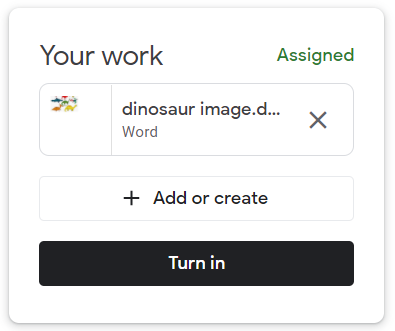 Your work
Assigned
dinosaur image.d...
Word
Add or create
Turn in